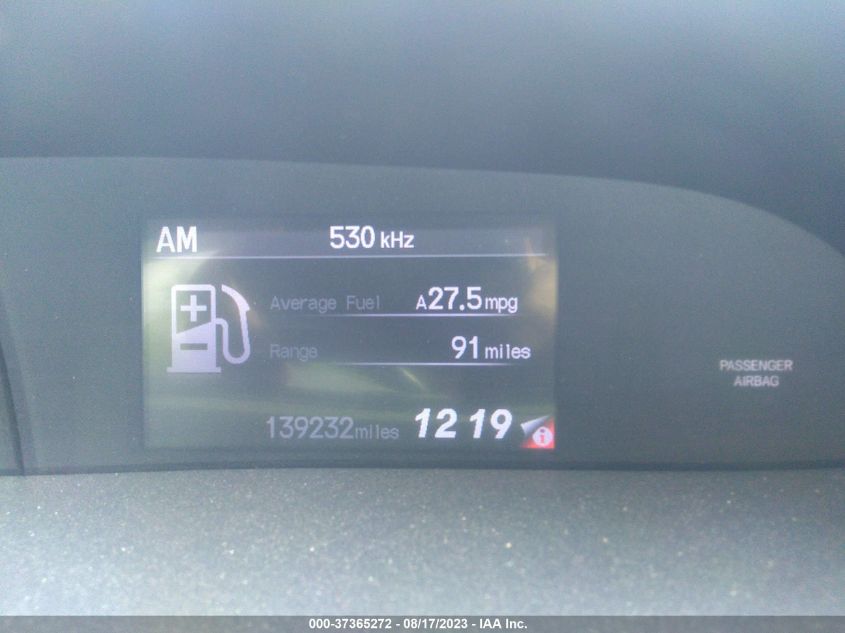 AM 530 kHz
Average Fuel A27.5mpg
Range 91 miles
139232miles 12 19 i
PASSENGER
AIRBAG
000-37365272 - 08/17/2023 - IAA Inc.